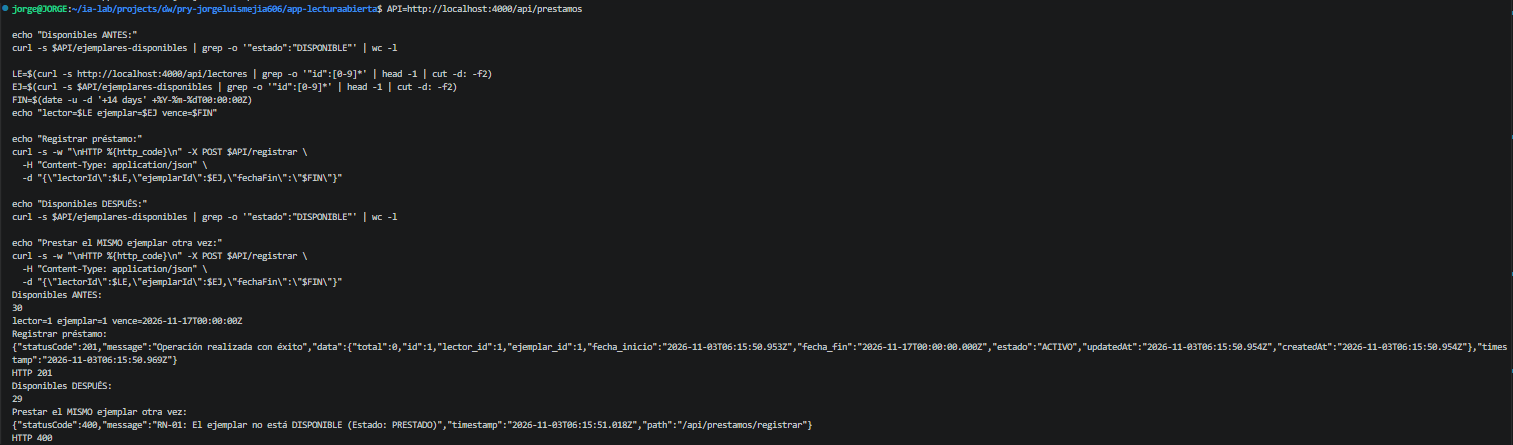 jorge@JORGE:~/ia-lab/projects/dw/pry-jorgeluismejia606/app-lecturaabierta$ API=http://localhost:4000/api/prestamos
echo "Disponibles ANTES:"
curl -s $API/ejemplares-disponibles | grep -o '"estado":"DISPONIBLE"' | wc -l
LE=$(curl -s http://localhost:4000/api/lectores | grep -o '"id":[0-9]*' | head -1 | cut -d: -f2)
EJ=$(curl -s $API/ejemplares-disponibles | grep -o '"id":[0-9]*' | head -1 | cut -d: -f2)
FIN=$(date -u -d '+14 days' +%Y-%m-%dT00:00:00Z)
echo "lector=$LE ejemplar=$EJ vence=$FIN"
echo "Registrar préstamo:"
curl -s -w "\nHTTP %{http_code}\n" -X POST $API/registrar \
-H "Content-Type: application/json" \
-d "{\"lectorId\":$LE,\"ejemplarId\":$EJ,\"fechaFin\":\"$FIN\"}"
echo "Disponibles DESPUÉS:"
curl -s $API/ejemplares-disponibles | grep -o '"estado":"DISPONIBLE"' | wc -l
echo "Prestar el MISMO ejemplar otra vez:"
curl -s -w "\nHTTP %{http_code}\n" -X POST $API/registrar \
-H "Content-Type: application/json" \
-d "{\"lectorId\":$LE,\"ejemplarId\":$EJ,\"fechaFin\":\"$FIN\"}"
Disponibles ANTES:
30
lector=1 ejemplar=1 vence=2026-11-17T00:00:00Z
Registrar préstamo:
{"statusCode":201,"message":"Operación realizada con éxito","data":{"total":0,"id":1,"lector_id":1,"ejemplar_id":1,"fecha_inicio":"2026-11-03T06:15:50.953Z","fecha_fin":"2026-11-17T00:00:00.000Z","estado":"ACTIVO","updatedAt":"2026-11-03T06:15:50.954Z","createdAt":"2026-11-03T06:15:50.954Z"},"times
tamp":"2026-11-03T06:15:50.969Z"}
HTTP 201
Disponibles DESPUÉS:
29
Prestar el MISMO ejemplar otra vez:
{"statusCode":400,"message":"RN-01: El ejemplar no está DISPONIBLE (Estado: PRESTADO)","timestamp":"2026-11-03T06:15:51.018Z","path":"/api/prestamos/registrar"}
HTTP 400